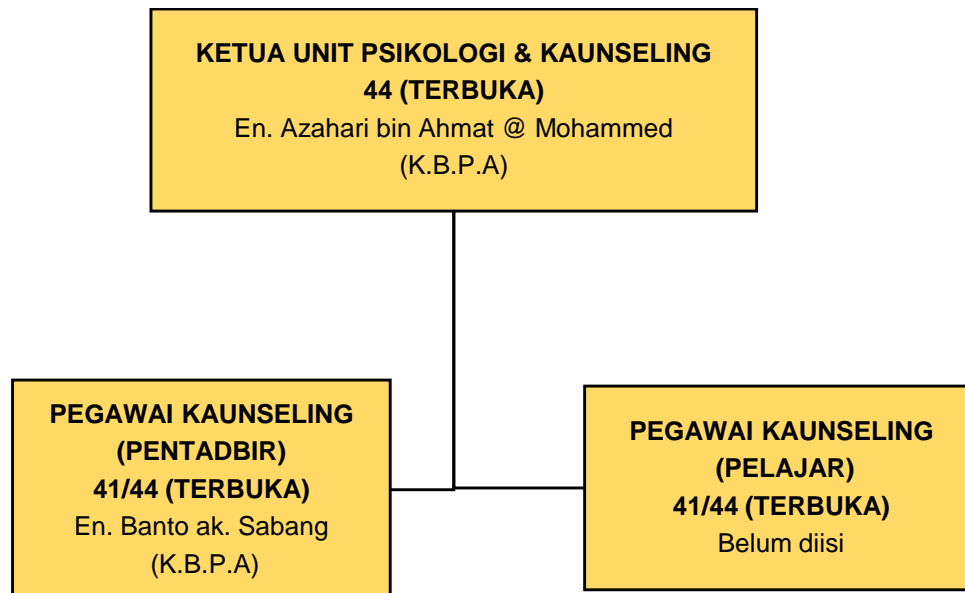 KETUA UNIT PSIKOLOGI & KAUNSELING
44 (TERBUKA)
En. Azahari bin Ahmat @ Mohammed
(K.B.P.A)
PEGAWAI KAUNSELING
(PENTADBIR)
41/44 (TERBUKA)
En. Banto ak. Sabang
(K.B.P.A)
PEGAWAI KAUNSELING
(PELAJAR)
41/44 (TERBUKA)
Belum diisi